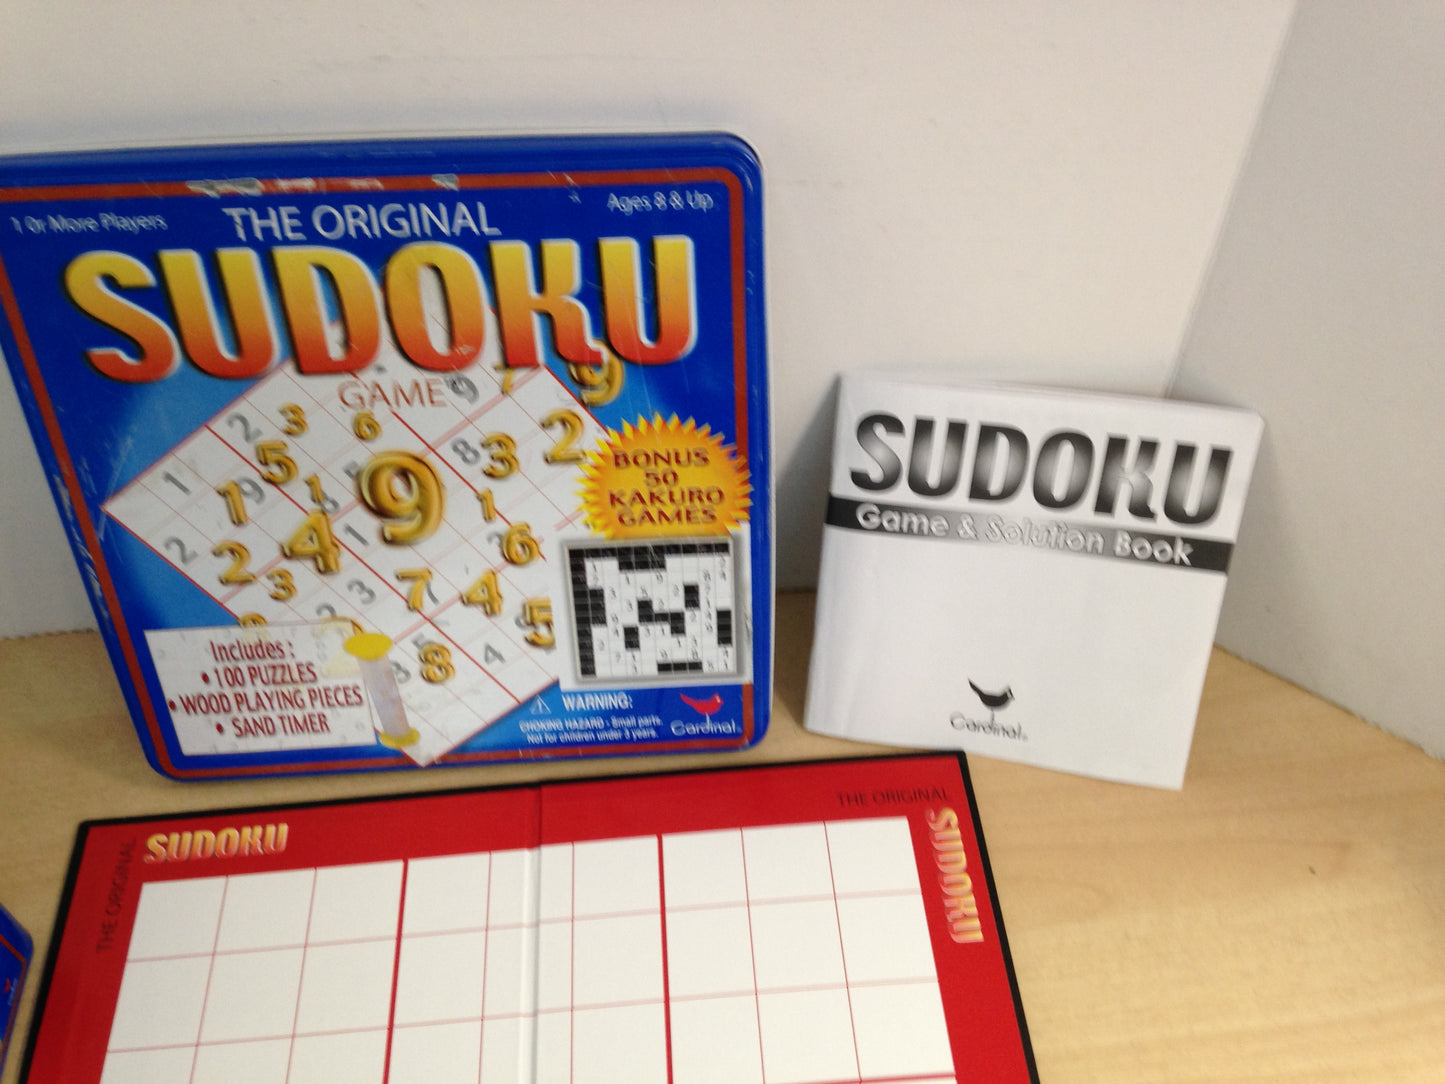 1 Or More Players
Ages 8 & Up
THE ORIGINAL
SUDOKU
GAME
BONUS
50
KAKURO
GAMES
Includes :
• 100 PUZZLES
• WOOD PLAYING PIECES
• SAND TIMER
WARNING:
CHOKING HAZARD - Small parts.
Not for children under 3 years.
Cardinal®
SUDOKU
Game & Solution Book
Cardinal®
THE ORIGINAL
SUDOKU
THE ORIGINAL
SUDOKU